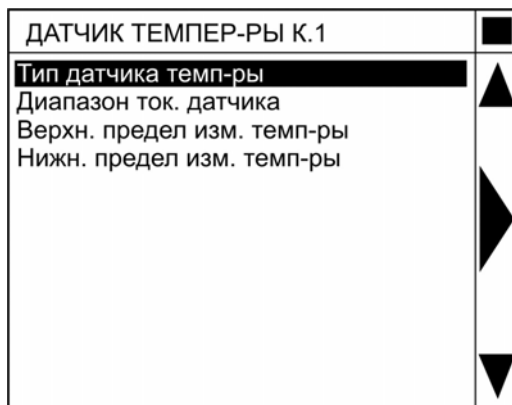 ДАТЧИК ТЕМПЕР-РЫ К.1
Тип датчика темп-ры
Диапазон ток. датчика
Верхн. предел изм. темп-ры
Нижн. предел изм. темп-ры